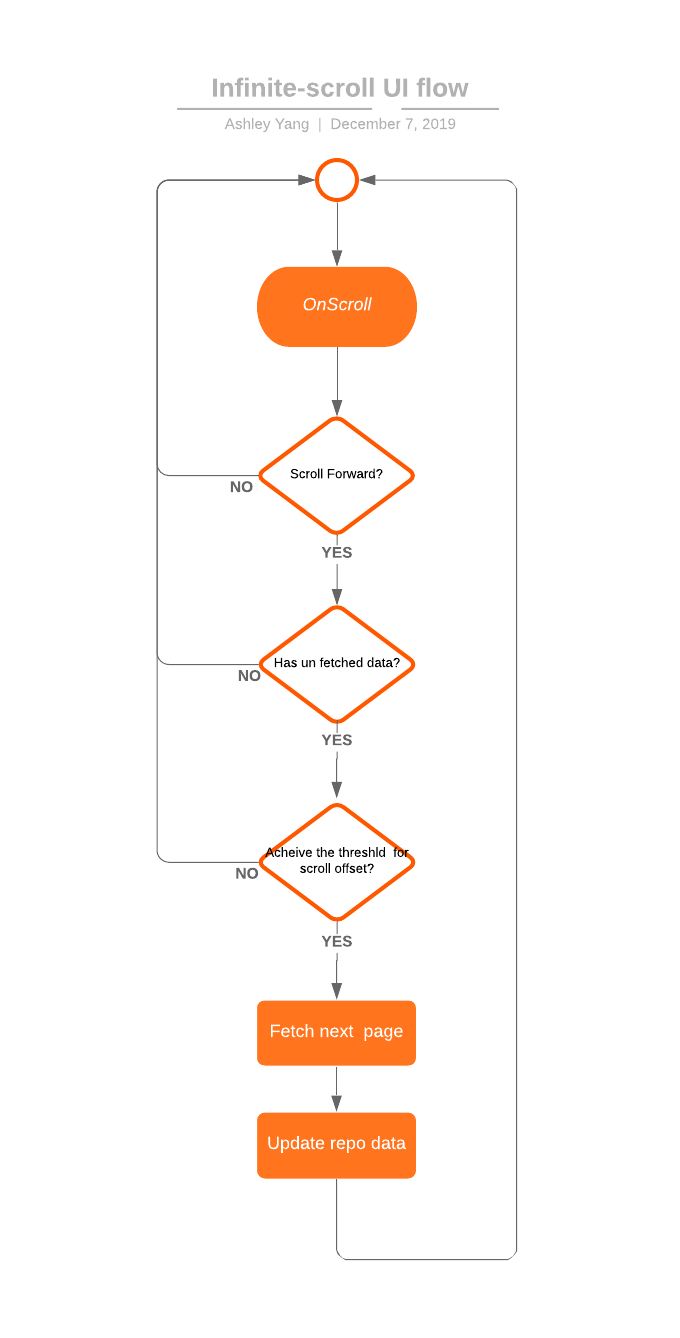 Infinite-scroll UI flow
Ashley Yang | December 7, 2019
OnScroll
Scroll Forward?
NO
YES
Has un fetched data?
NO
YES
Acheive the threshld for
scroll offset?
NO
YES
Fetch next page
Update repo data